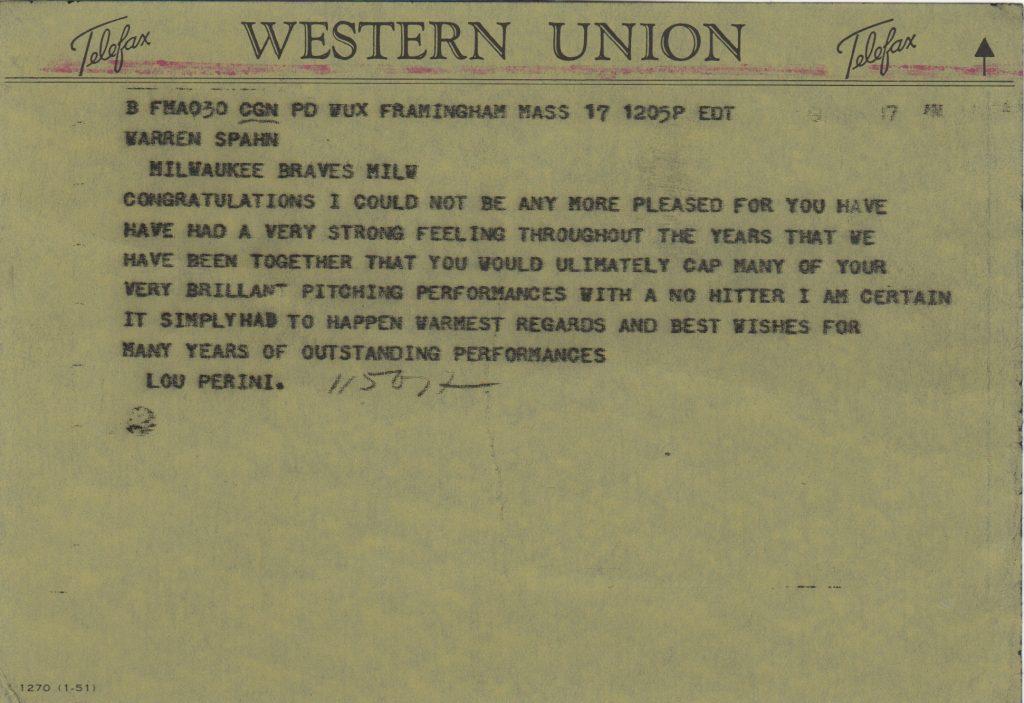 Telefax WESTERN UNION Telefax
B FMA030 CGN PD WUX FRAMINGHAM MASS 17 1205P EDT 17 AM
WARREN SPAHN
MILWAUKEE BRAVES MILW
CONGRATULATIONS I COULD NOT BE ANY MORE PLEASED FOR YOU HAVE
HAVE HAD A VERY STRONG FEELING THROUGHOUT THE YEARS THAT WE
HAVE BEEN TOGETHER THAT YOU WOULD ULIMATELY CAP MANY OF YOUR
VERY BRILLANT PITCHING PERFORMANCES WITH A NO HITTER I AM CERTAIN
IT SIMPLYHAD TO HAPPEN WARMEST REGARDS AND BEST WISHES FOR
MANY YEARS OF OUTSTANDING PERFORMANCES
LOU PERINI.
2
1270 (1-51)